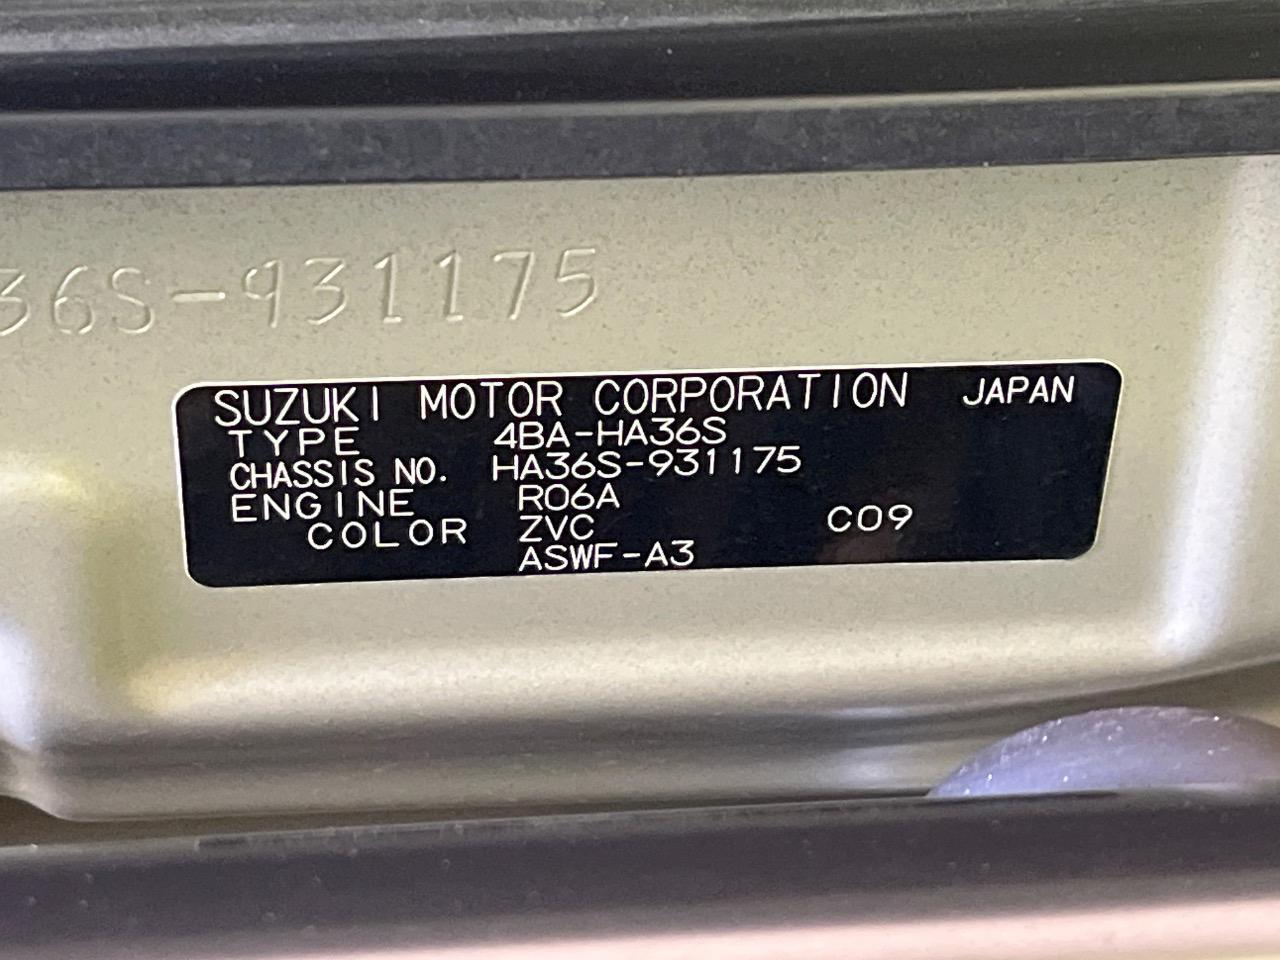 36S-931175
SUZUKI MOTOR CORPORATION JAPAN
TYPE 4BA-HA36S
CHASSIS NO. HA36S-931175
ENGINE R06A
COLOR ZVC C09
ASWF-A3